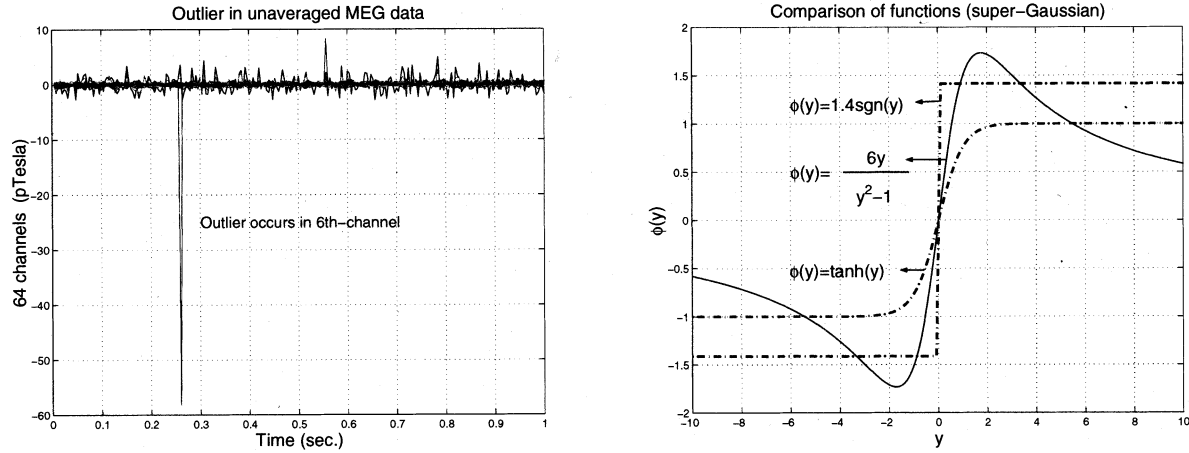 Outlier in unaveraged MEG data
10
0
−10
−20
−30
−40
−50
−60
64 channels (pTesla)
Outlier occurs in 6th−channel
0 0.1 0.2 0.3 0.4 0.5 0.6 0.7 0.8 0.9 1
Time (sec.)
Comparison of functions (super−Gaussian)
2
1.5
1
0.5
0
−0.5
−1
−1.5
−2
ϕ(y)
ϕ(y)=1.4sgn(y)
ϕ(y)= 6y
y²−1
ϕ(y)=tanh(y)
−10 −8 −6 −4 −2 0 2 4 6 8 10
y